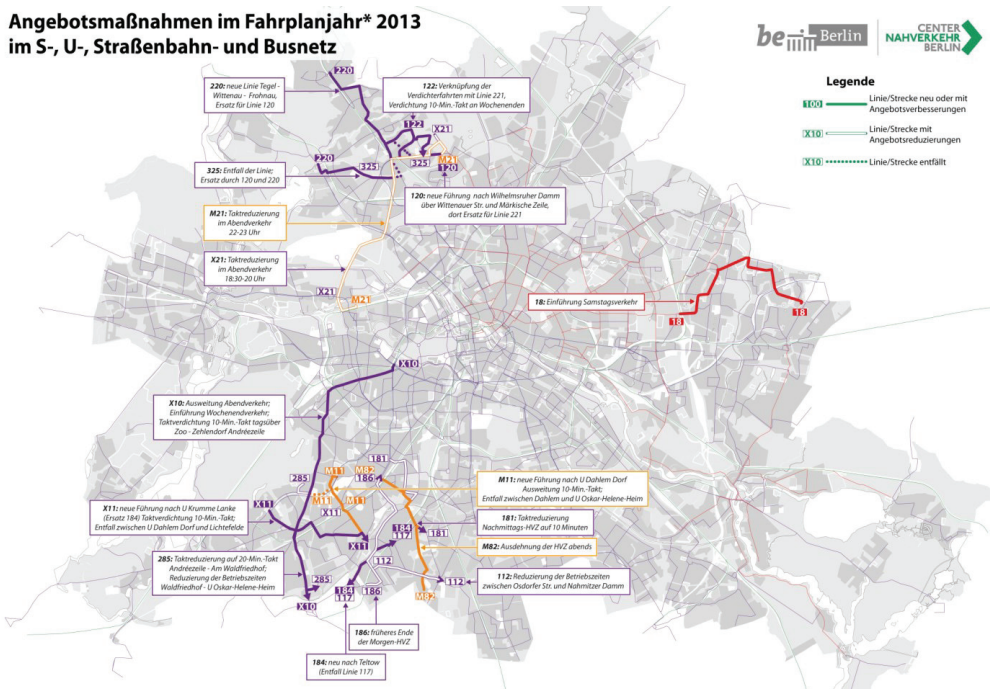 Angebotsmaßnahmen im Fahrplanjahr* 2013
im S-, U-, Straßenbahn- und Busnetz
be Berlin
CENTER
NAHVERKEHR
BERLIN
Legende
100 Linie/Strecke neu oder mit
Angebotsverbesserungen
X10 Linie/Strecke mit
Angebotsreduzierungen
X10 Linie/Strecke entfällt
220
220: neue Linie Tegel -
Wittenau - Frohnau,
Ersatz für Linie 120
122: Verknüpfung der
Verdichterfahrten mit Linie 221,
Verdichtung 10-Min.-Takt an Wochenenden
122
X21
220
325
325
M21
120
325: Entfall der Linie;
Ersatz durch 120 und 220
120: neue Führung nach Wilhelmsruher Damm
über Wittenauer Str. und Märkische Zeile,
dort Ersatz für Linie 221
M21: Taktreduzierung
im Abendverkehr
22-23 Uhr
X21: Taktreduzierung
im Abendverkehr
18:30-20 Uhr
X21
M21
18: Einführung Samstagsverkehr
18
18
X10
X10: Ausweitung Abendverkehr;
Einführung Wochenendverkehr;
Taktverdichtung 10-Min.-Takt tagsüber
Zoo - Zehlendorf Andréezeile
181
M11
M82
285
186
M11: neue Führung nach U Dahlem Dorf
Ausweitung 10-Min.-Takt;
Entfall zwischen Dahlem und U Oskar-Helene-Heim
M11
M11
X11
X11
X11: neue Führung nach U Krumme Lanke
(Ersatz 184) Taktverdichtung 10-Min.-Takt;
Entfall zwischen U Dahlem Dorf und Lichtefelde
181: Taktreduzierung
Nachmittags-HVZ auf 10 Minuten
184
117
181
X11
M82: Ausdehnung der HVZ abends
285: Taktreduzierung auf 20-Min.-Takt
Andréezeile - Am Waldfriedhof;
Reduzierung der Betriebszeiten
Waldfriedhof - U Oskar-Helene-Heim
112
285
112
112: Reduzierung der Betriebszeiten
zwischen Osdorfer Str. und Nahmitzer Damm
X10
184
117
186
M82
186: früheres Ende
der Morgen-HVZ
184: neu nach Teltow
(Entfall Linie 117)